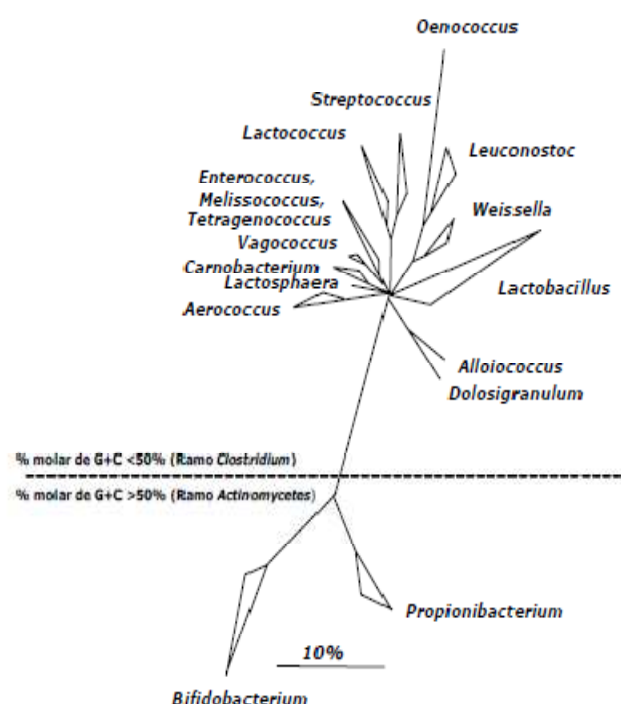 Oenococcus
Streptococcus
Lactococcus
Leuconostoc
Enterococcus,
Melissococcus,
Tetragenococcus
Weissella
Vagococcus
Carnobacterium
Lactosphaera
Lactobacillus
Aerococcus
Alloiococcus
Dolosigranulum
% molar de G+C <50% (Ramo Clostridium)
% molar de G+C >50% (Ramo Actinomycetes)
Propionibacterium
10%
Bifidobacterium